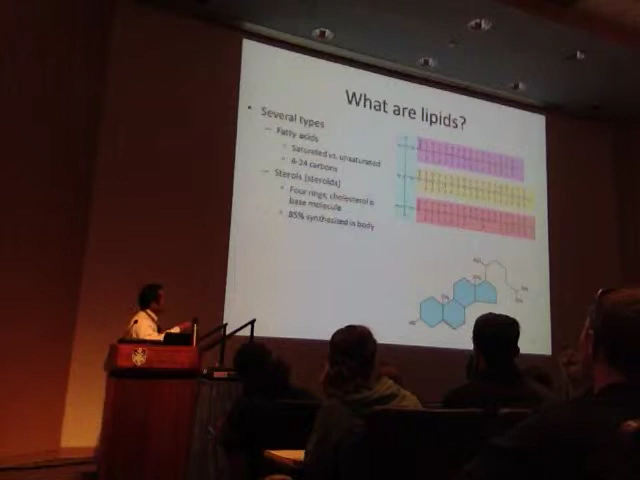 What are lipids?
• Several types
– Fatty acids
Saturated vs. unsaturated
4-24 carbons
– Sterols (steroids)
Four rings; cholesterol is
base molecule
85% synthesized in body